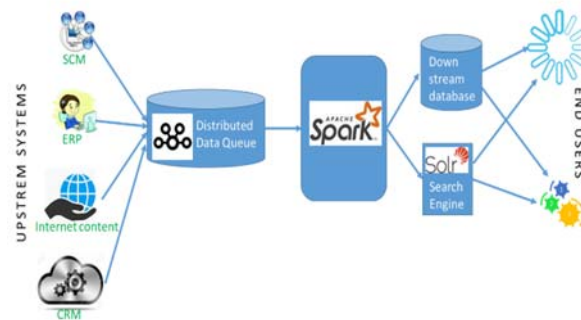 UPSTREM SYSTEMS
SCM
ERP
Internet content
CRM
Distributed
Data Queue
APACHE
Spark
Down
stream
database
Solr
Search
Engine
END USERS